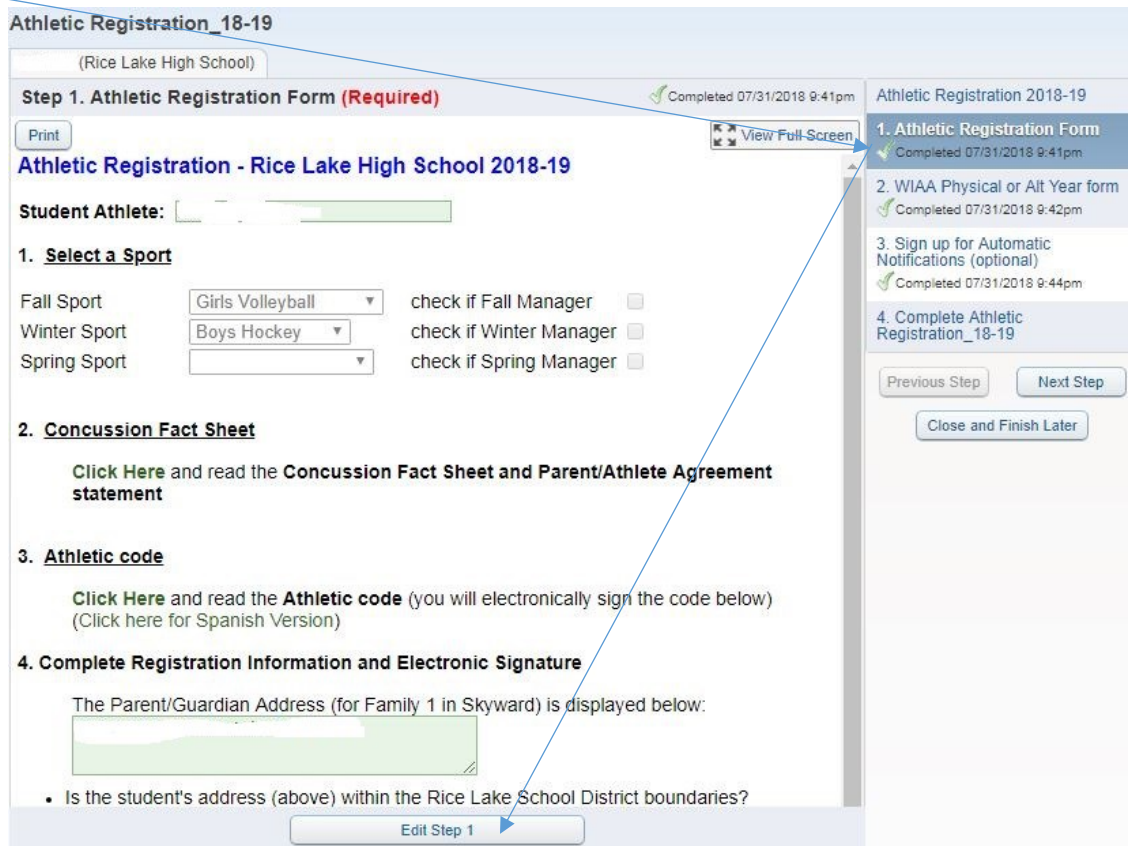 Athletic Registration_18-19
(Rice Lake High School)
Step 1. Athletic Registration Form (Required)
Completed 07/31/2018 9:41pm
Print
View Full Screen
Athletic Registration - Rice Lake High School 2018-19
Student Athlete:
1. Select a Sport
Fall Sport Girls Volleyball check if Fall Manager
Winter Sport Boys Hockey check if Winter Manager
Spring Sport check if Spring Manager
2. Concussion Fact Sheet
Click Here and read the Concussion Fact Sheet and Parent/Athlete Agreement
statement
3. Athletic code
Click Here and read the Athletic code (you will electronically sign the code below)
(Click here for Spanish Version)
4. Complete Registration Information and Electronic Signature
The Parent/Guardian Address (for Family 1 in Skyward) is displayed below:
• Is the student's address (above) within the Rice Lake School District boundaries?
Edit Step 1
Athletic Registration 2018-19
1. Athletic Registration Form
Completed 07/31/2018 9:41pm
2. WIAA Physical or Alt Year form
Completed 07/31/2018 9:42pm
3. Sign up for Automatic
Notifications (optional)
Completed 07/31/2018 9:44pm
4. Complete Athletic
Registration_18-19
Previous Step Next Step
Close and Finish Later